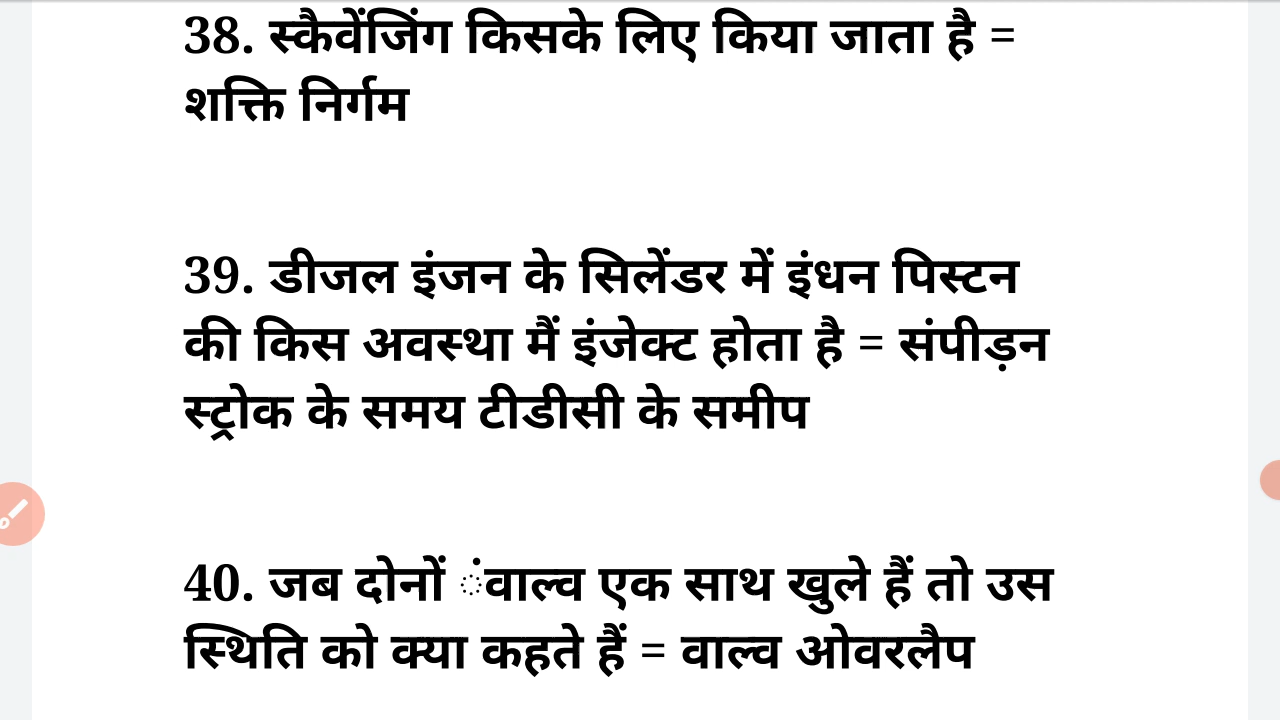 38. स्कैवेंजिंग किसके लिए किया जाता है =
शक्ति निर्गम
39. डीजल इंजन के सिलेंडर में इंधन पिस्टन
की किस अवस्था मैं इंजेक्ट होता है = संपीड़न
स्ट्रोक के समय टीडीसी के समीप
40. जब दोनों ंवाल्व एक साथ खुले हैं तो उस
स्थिति को क्या कहते हैं = वाल्व ओवरलैप